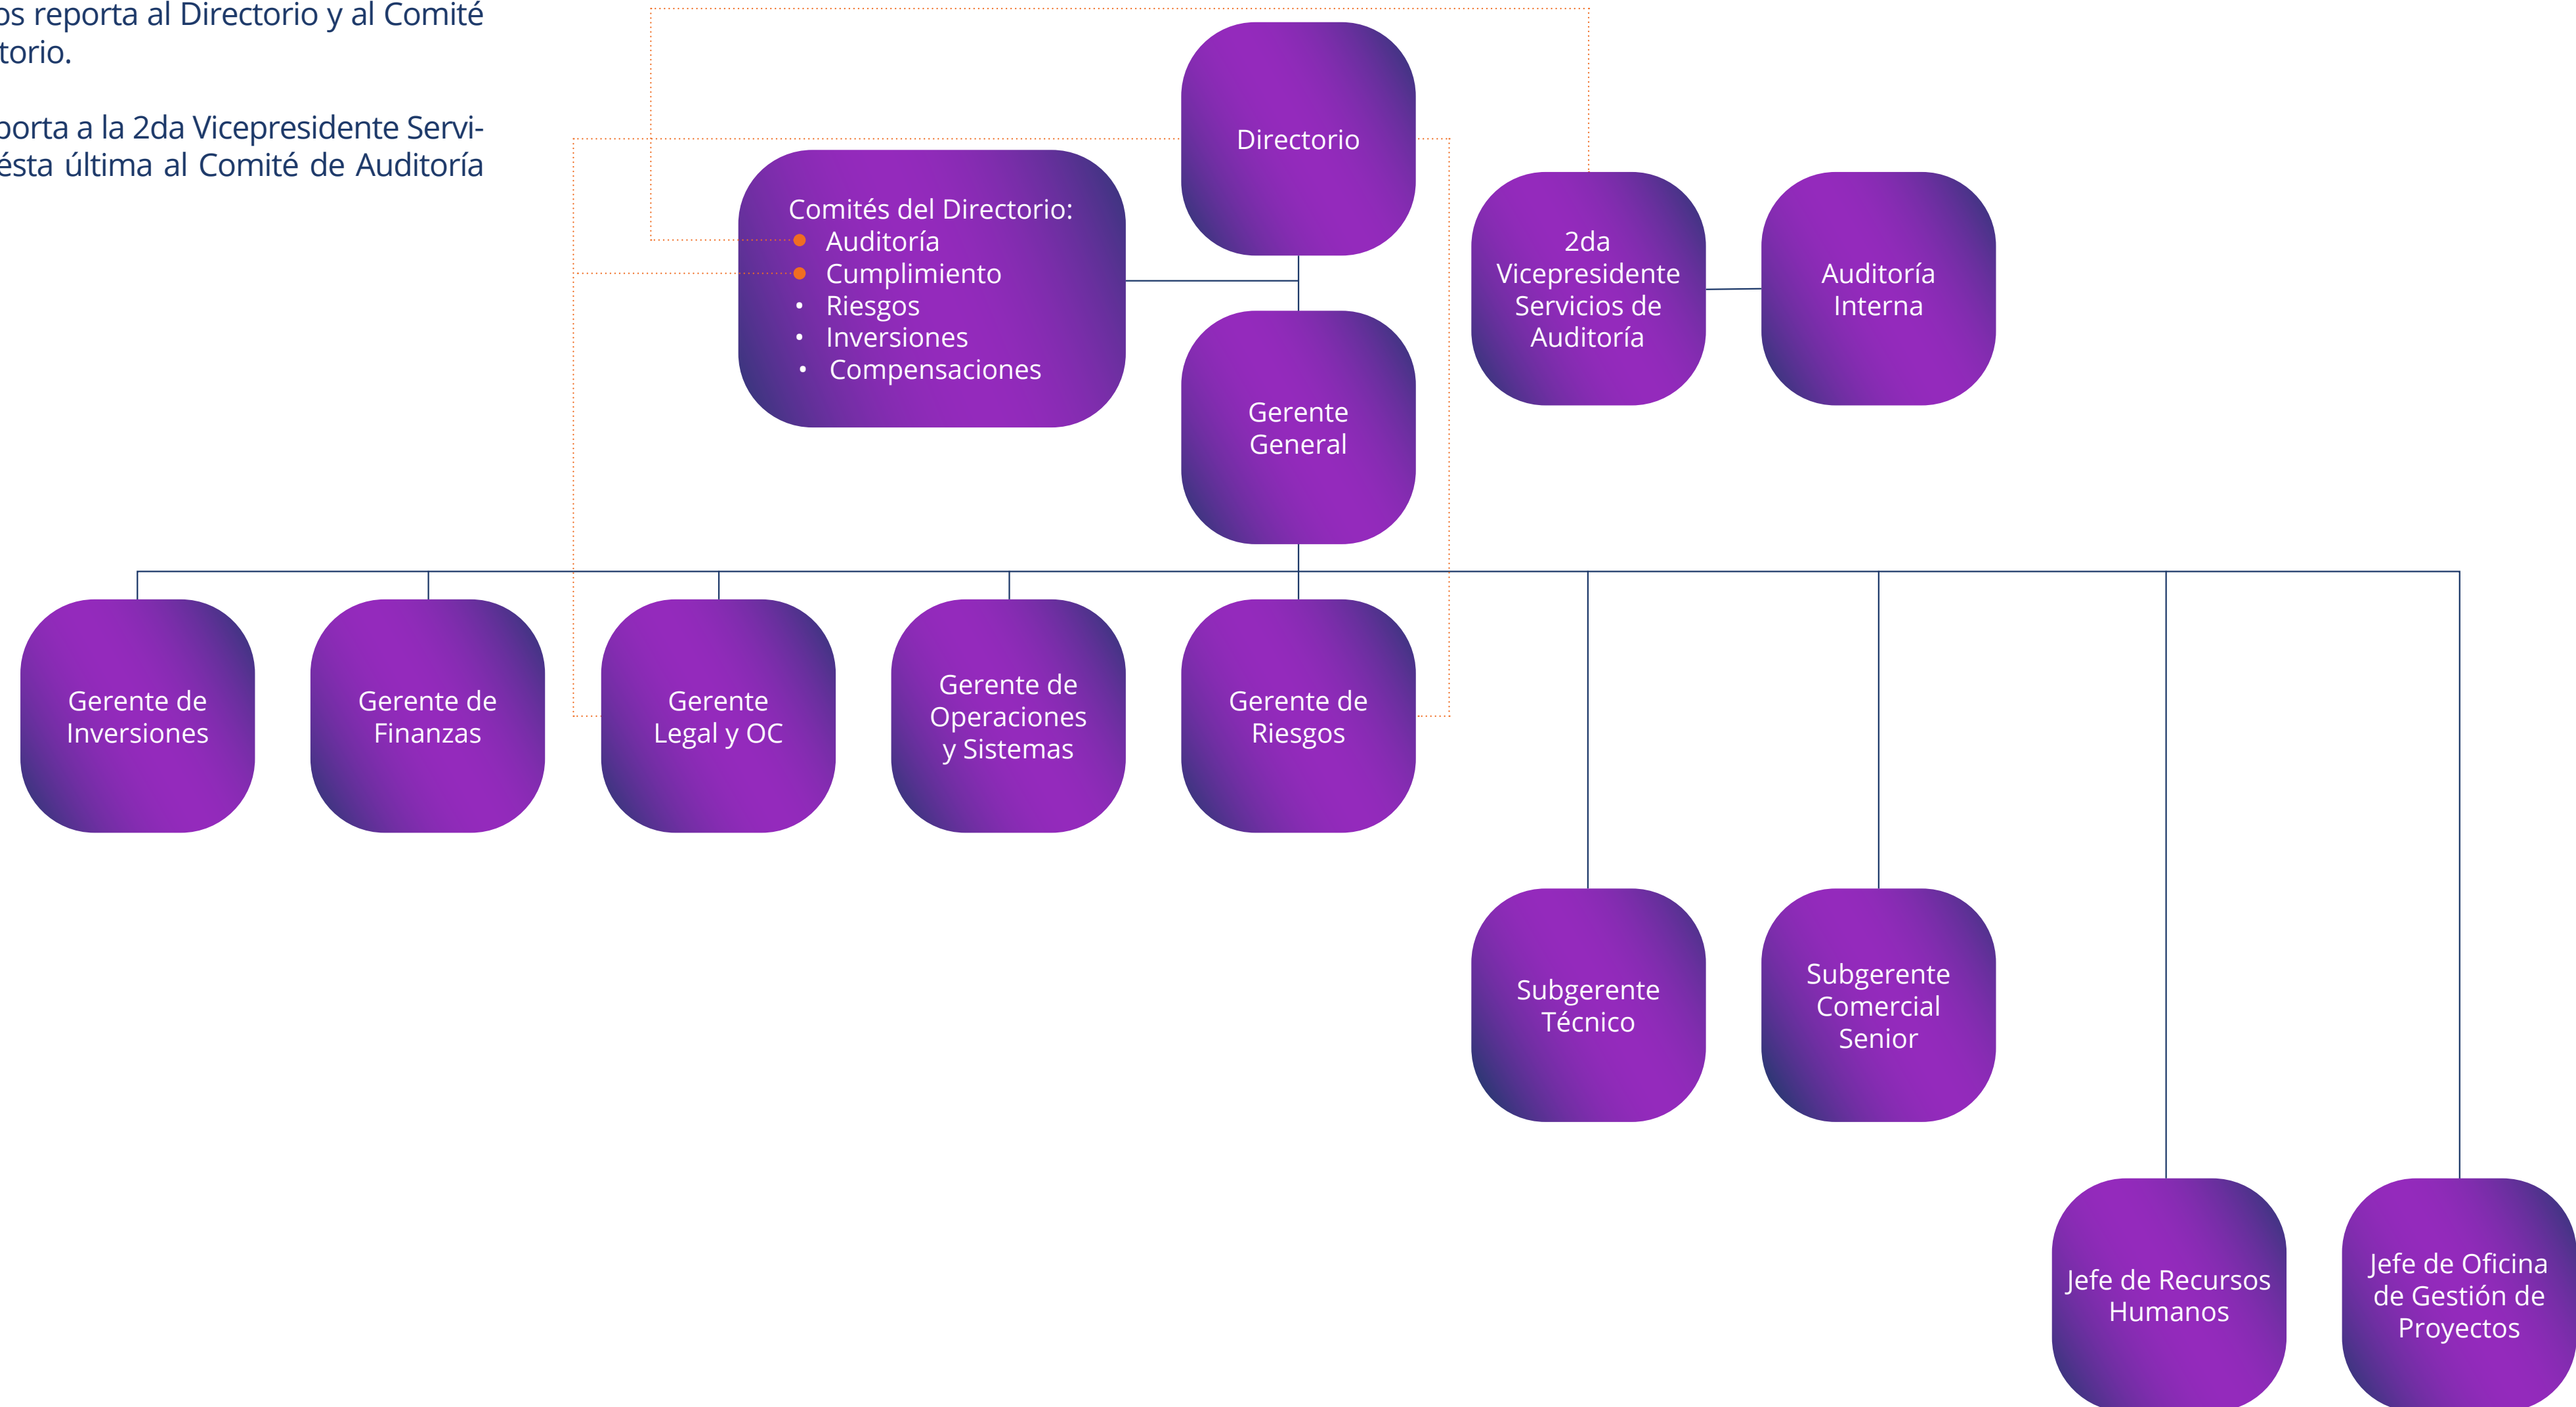 os reporta al Directorio y al Comité
torio.
porta a la 2da Vicepresidente Servi-
ésta última al Comité de Auditoría
Directorio
Comités del Directorio:
Auditoría
Cumplimiento
• Riesgos
• Inversiones
• Compensaciones
2da
Vicepresidente
Servicios de
Auditoría
Auditoría
Interna
Gerente
General
Gerente de
Inversiones
Gerente de
Finanzas
Gerente
Legal y OC
Gerente de
Operaciones
y Sistemas
Gerente de
Riesgos
Subgerente
Técnico
Subgerente
Comercial
Senior
Jefe de Recursos
Humanos
Jefe de Oficina
de Gestión de
Proyectos